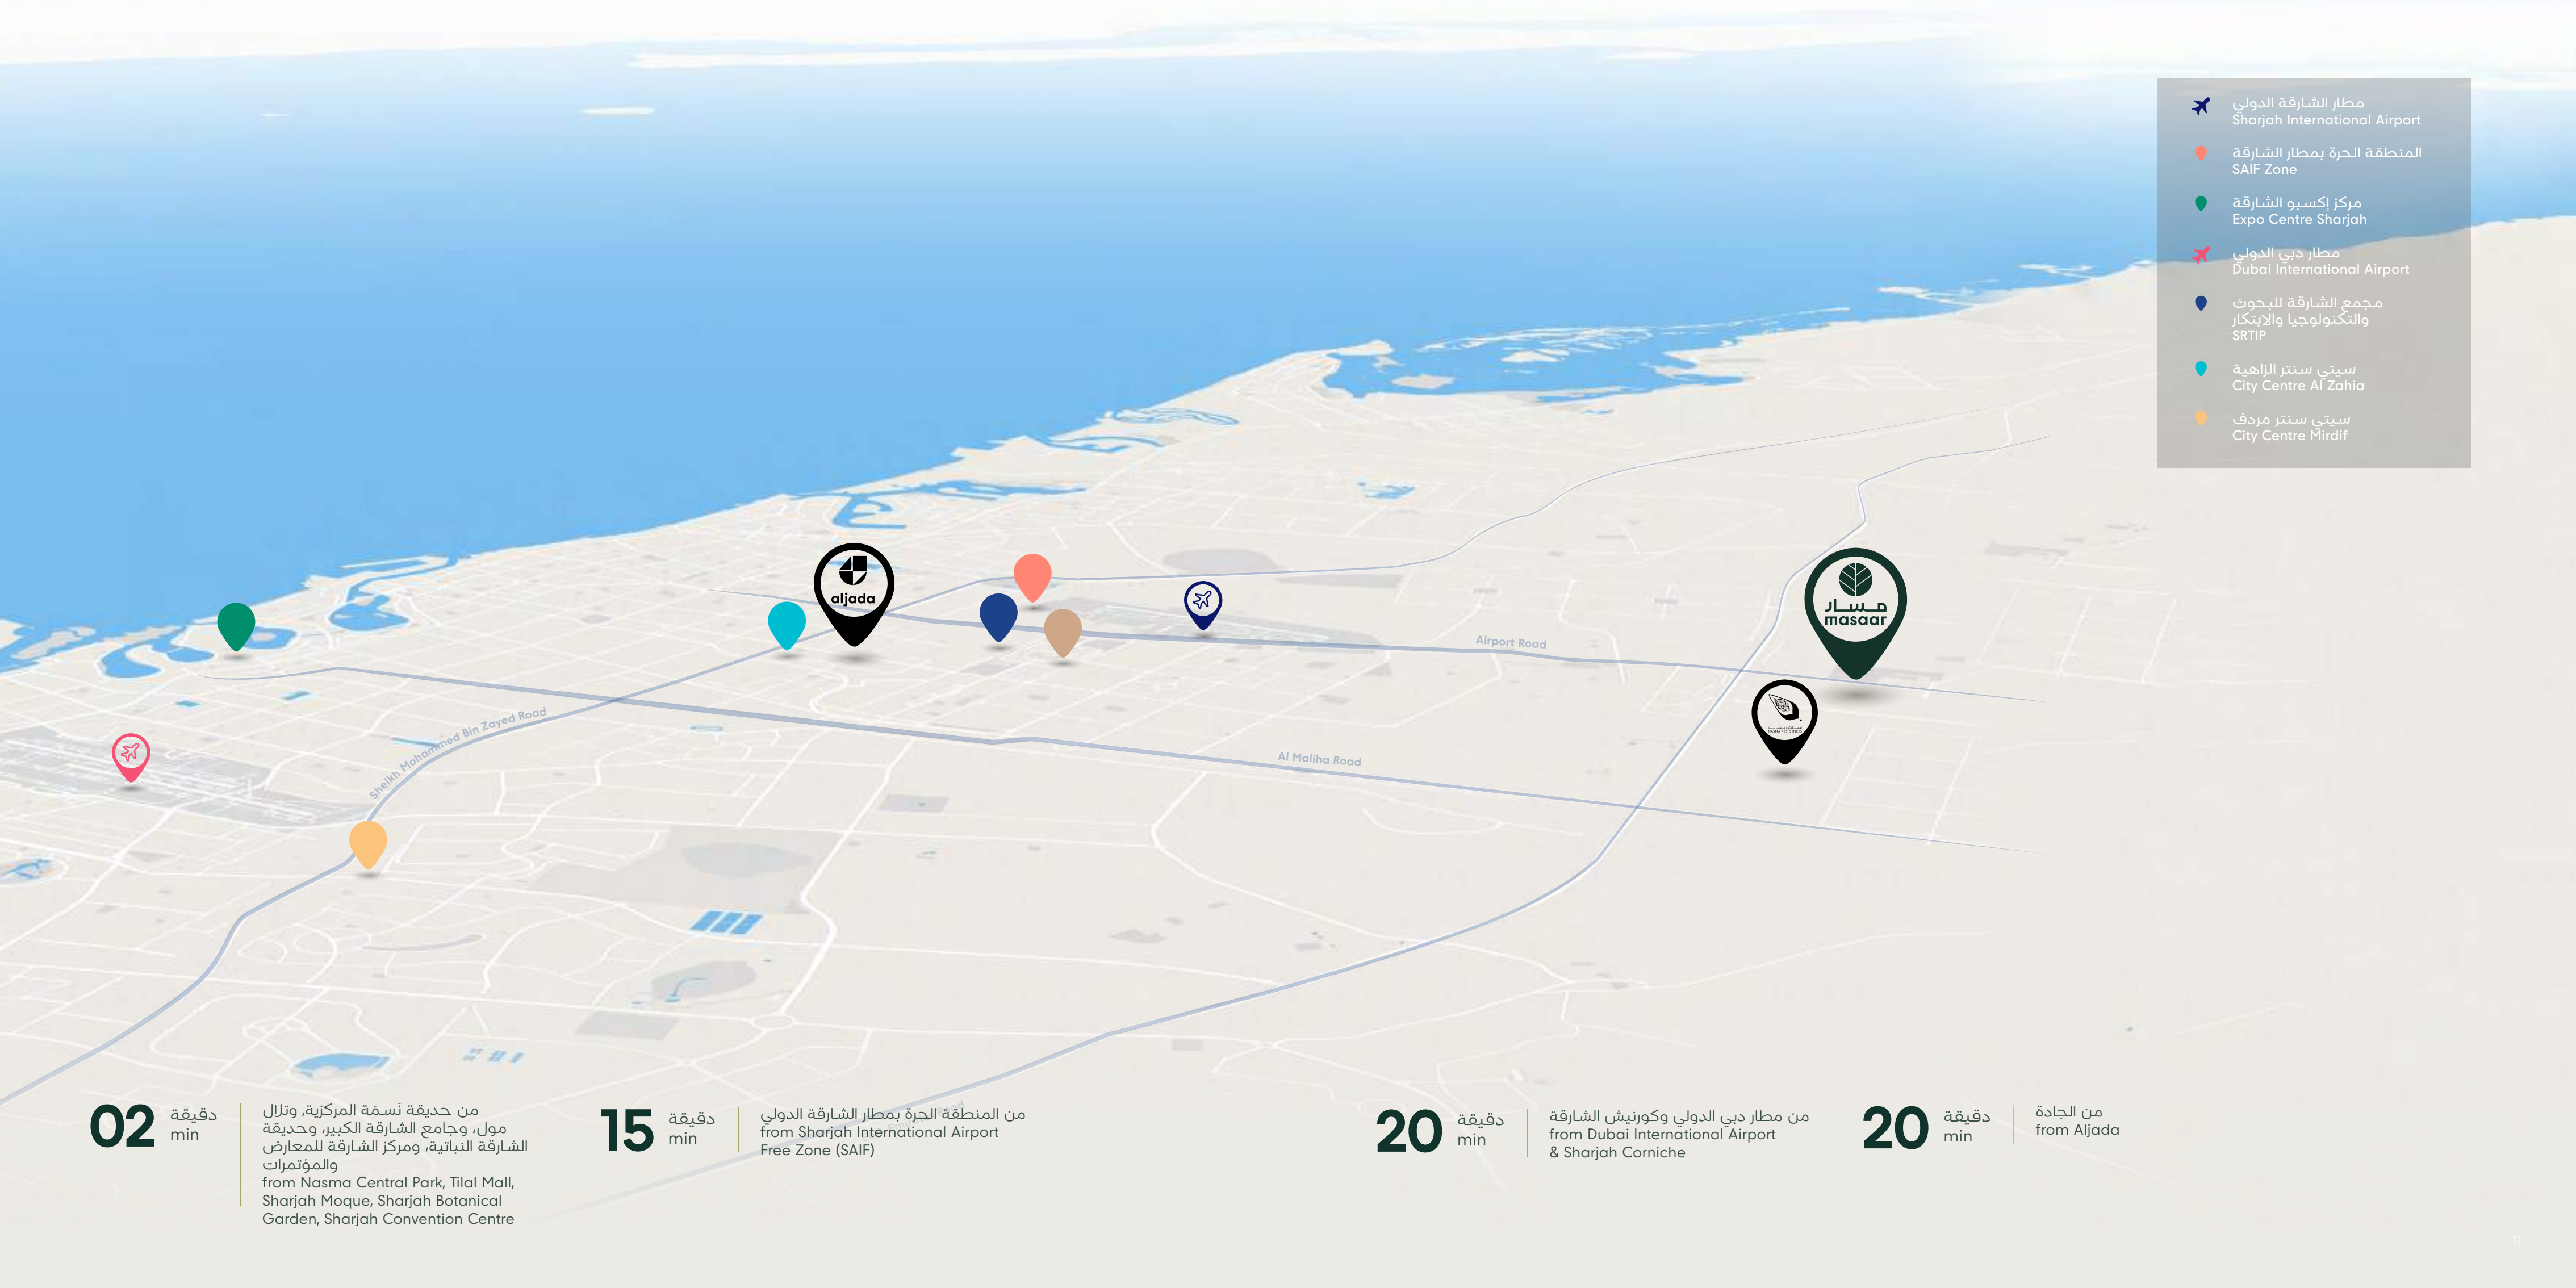 مطار الشارقة الدولي
Sharjah International Airport
المنطقة الحرة بمطار الشارقة
SAIF Zone
مركز إكسبو الشارقة
Expo Centre Sharjah
مطار دبي الدولي
Dubai International Airport
مجمع الشارقة للبحوث
والتكنولوجيا والابتكار
SRTIP
سيتي سنتر الزاهية
City Centre Al Zahia
سيتي سنتر مردف
City Centre Mirdif
aljada
مسار
masaar
Airport Road
Sheikh Mohammed Bin Zayed Road
Al Maliha Road
02
دقيقة
min
من حديقة نَسمَة المركزية، وتلال
مول، وجامع الشارقة الكبير، وحديقة
الشارقة النباتية، ومركز الشارقة للمعارض
والمؤتمرات
from Nasma Central Park, Tilal Mall,
Sharjah Moque, Sharjah Botanical
Garden, Sharjah Convention Centre
15
دقيقة
min
من المنطقة الحرة بمطار الشارقة الدولي
from Sharjah International Airport
Free Zone (SAIF)
20
دقيقة
min
من مطار دبي الدولي وكورنيش الشارقة
from Dubai International Airport
& Sharjah Corniche
20
دقيقة
min
من الجادة
from Aljada
11